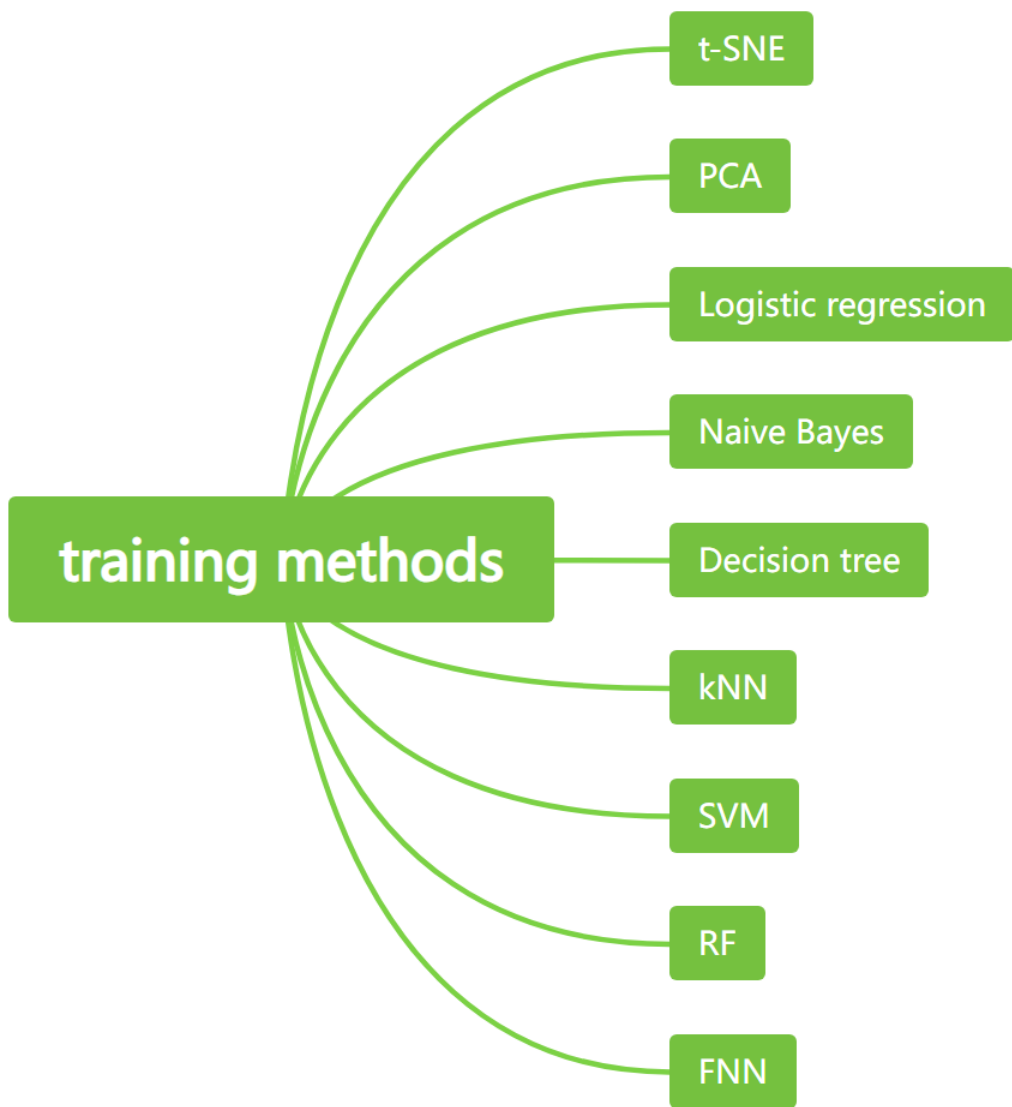 t-SNE
PCA
Logistic regression
Naive Bayes
training methods
Decision tree
kNN
SVM
RF
FNN